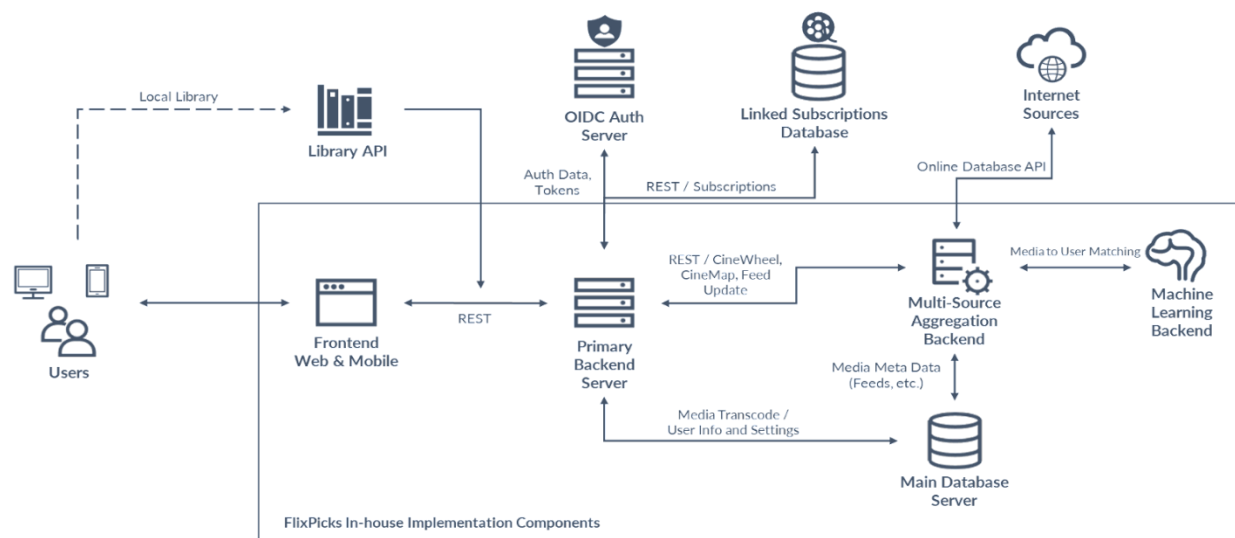 Local Library
Library API
OIDC Auth
Server
Linked Subscriptions
Database
Internet
Sources
Auth Data,
Tokens
REST / Subscriptions
Online Database API
Users
Frontend
Web & Mobile
REST
Primary
Backend
Server
REST / CineWheel,
CineMap, Feed
Update
Multi-Source
Aggregation
Backend
Media to User Matching
Machine
Learning
Backend
Media Meta Data
(Feeds, etc.)
Media Transcode /
User Info and Settings
Main Database
Server
FlixPicks In-house Implementation Components